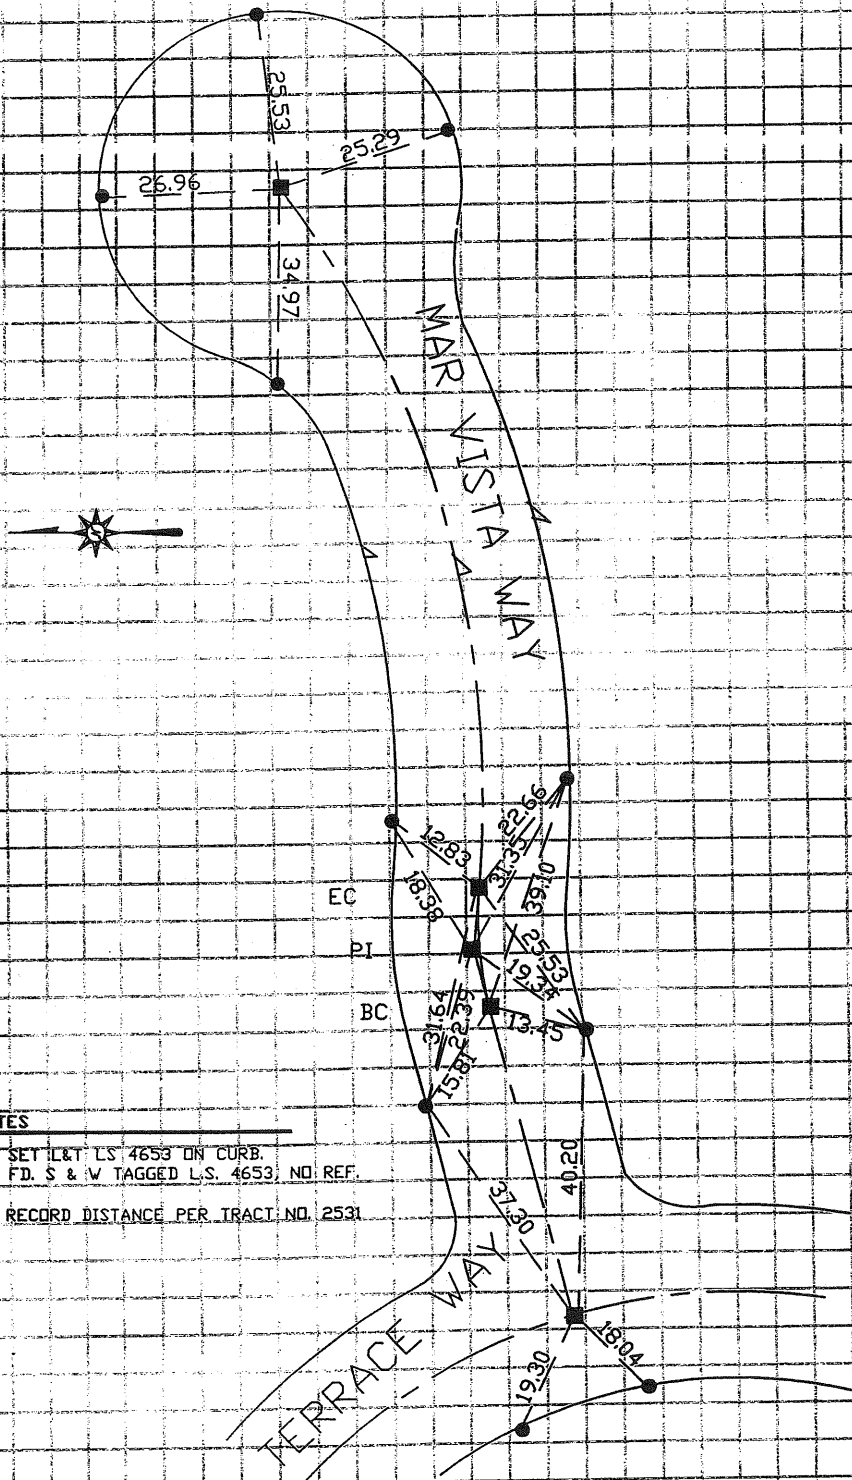 25.53
25.29
26.96
34.97
MAR VISTA WAY
22.66
12.83
31.35
39.10
18.38
EC
PI
25.53
19.34
BC
31.64
22.39
13.45
15.81
TES
SET L&T LS 4653 ON CURB.
FD. S & W TAGGED L.S. 4653, NO REF.
RECORD DISTANCE PER TRACT NO. 2531
40.20
37.30
TERRACE WAY
18.04
19.30